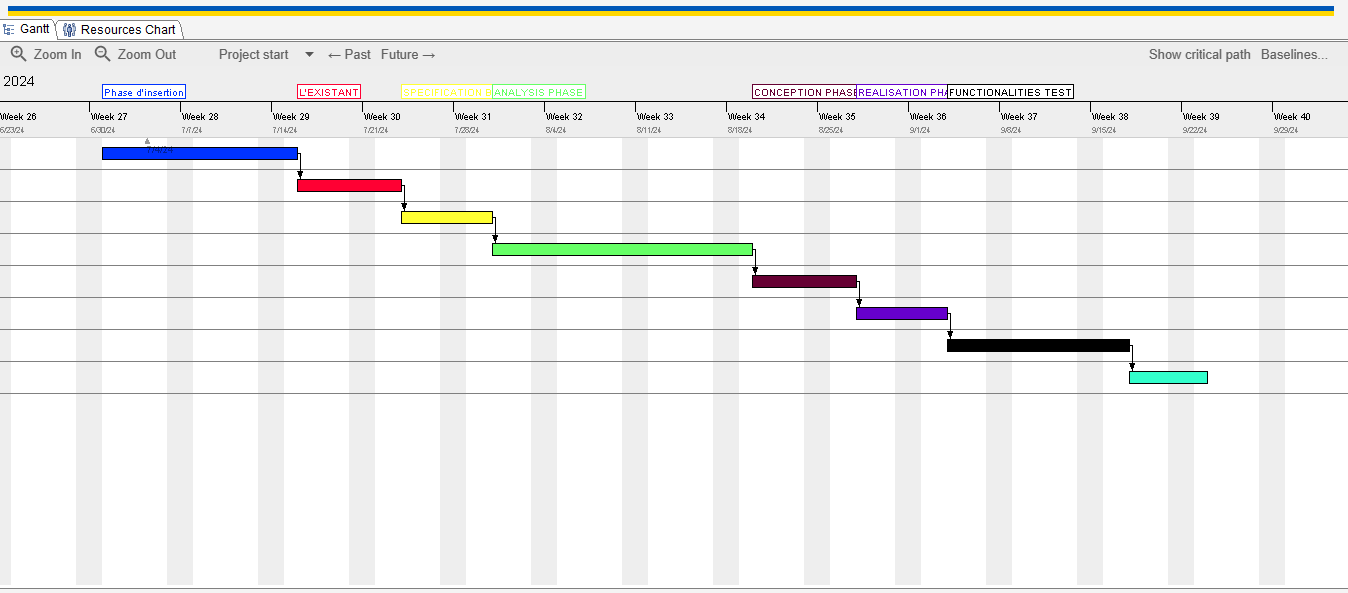 Gantt Resources Chart
Zoom In Zoom Out Project start ← Past Future → Show critical path Baselines...
2024
Phase d'insertion L'EXISTANT SPECIFICATION ANALYSIS PHASE CONCEPTION PHASE REALISATION PHA FUNCTIONALITIES TEST
Week 26 Week 27 Week 28 Week 29 Week 30 Week 31 Week 32 Week 33 Week 34 Week 35 Week 36 Week 37 Week 38 Week 39 Week 40
6/23/24 6/30/24 7/7/24 7/14/24 7/21/24 7/28/24 8/4/24 8/11/24 8/18/24 8/25/24 9/1/24 9/8/24 9/15/24 9/22/24 9/29/24
7/4/24